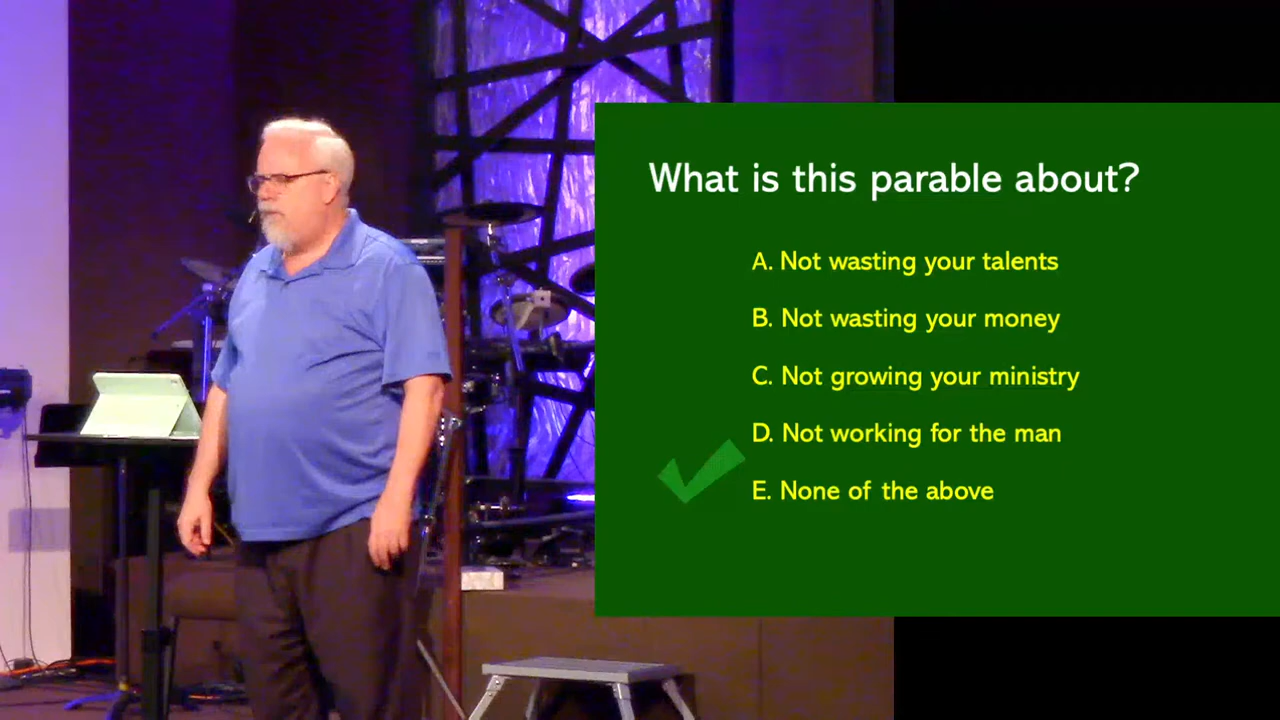 What is this parable about?
A. Not wasting your talents
B. Not wasting your money
C. Not growing your ministry
D. Not working for the man
E. None of the above